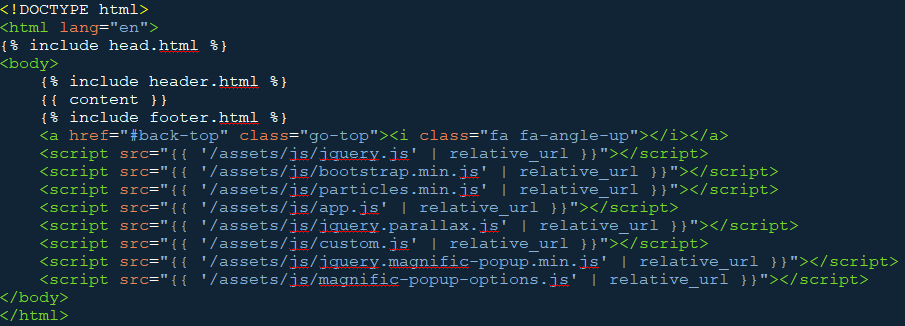 <!DOCTYPE html>
<html lang="en">
{% include head.html %}
<body>
    {% include header.html %}
    {{ content }}
    {% include footer.html %}
    <a href="#back-top" class="go-top"><i class="fa fa-angle-up"></i></a>
    <script src="{{ '/assets/js/jquery.js' | relative_url }}"></script>
    <script src="{{ '/assets/js/bootstrap.min.js' | relative_url }}"></script>
    <script src="{{ '/assets/js/particles.min.js' | relative_url }}"></script>
    <script src="{{ '/assets/js/app.js' | relative_url }}"></script>
    <script src="{{ '/assets/js/jquery.parallax.js' | relative_url }}"></script>
    <script src="{{ '/assets/js/custom.js' | relative_url }}"></script>
    <script src="{{ '/assets/js/jquery.magnific-popup.min.js' | relative_url }}"></script>
    <script src="{{ '/assets/js/magnific-popup-options.js' | relative_url }}"></script>
</body>
</html>